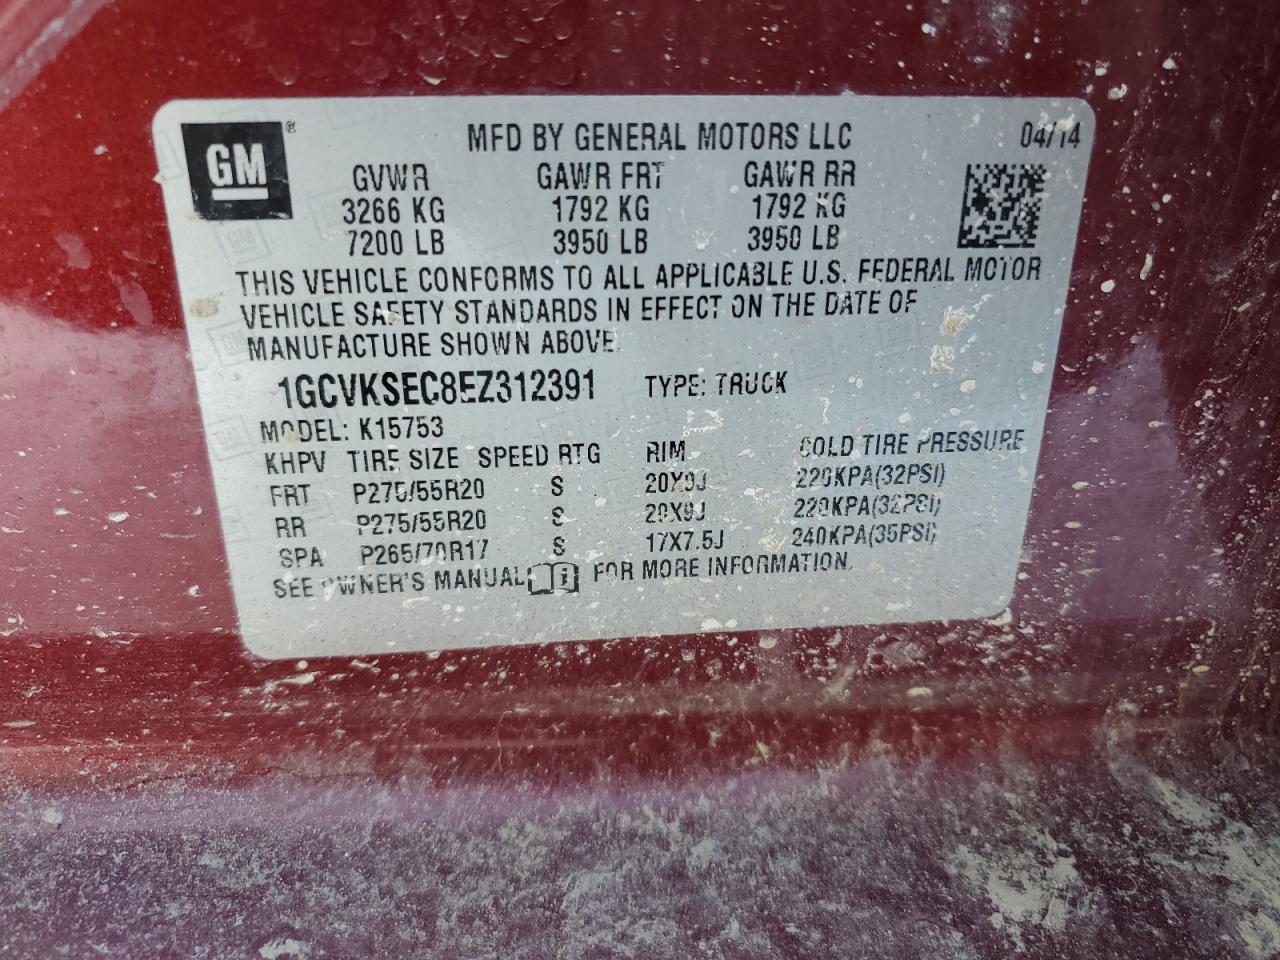 GM®
MFD BY GENERAL MOTORS LLC 04/14
GVWR GAWR FRT GAWR RR
3266 KG 1792 KG 1792 KG
7200 LB 3950 LB 3950 LB
THIS VEHICLE CONFORMS TO ALL APPLICABLE U.S. FEDERAL MOTOR
VEHICLE SAFETY STANDARDS IN EFFECT ON THE DATE OF
MANUFACTURE SHOWN ABOVE.
1GCVKSEC8EZ312391 TYPE: TRUCK
MODEL: K15753
KHPV TIRE SIZE SPEED RTG RIM COLD TIRE PRESSURE
FRT P275/55R20 S 20X9J 220KPA(32PSI)
RR P275/55R20 S 20X9J 220KPA(32PSI)
SPA P265/70R17 S 17X7.5J 240KPA(35PSI)
SEE OWNER'S MANUAL FOR MORE INFORMATION.